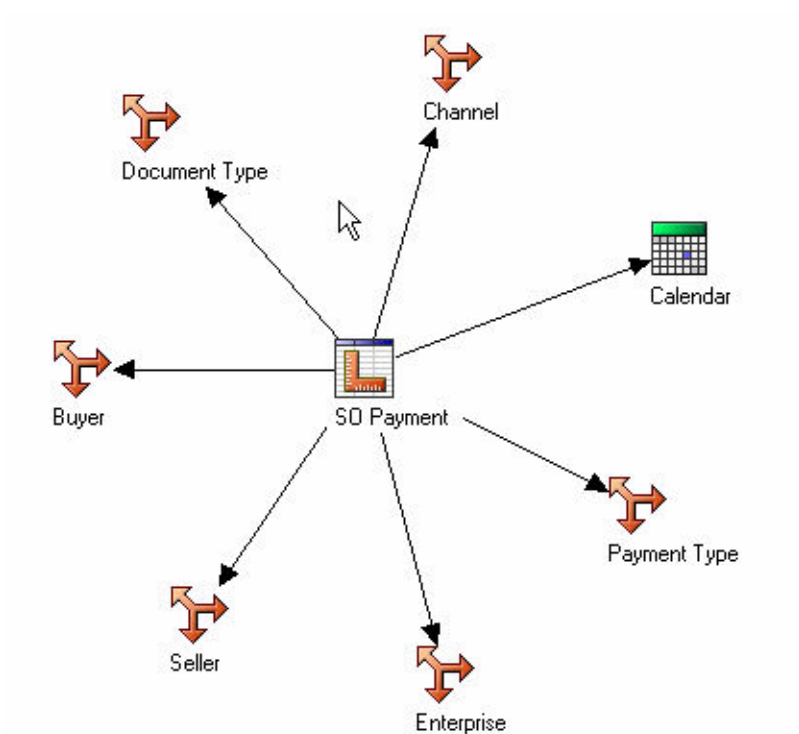 Channel
Document Type
Calendar
Buyer
SO Payment
Payment Type
Seller
Enterprise